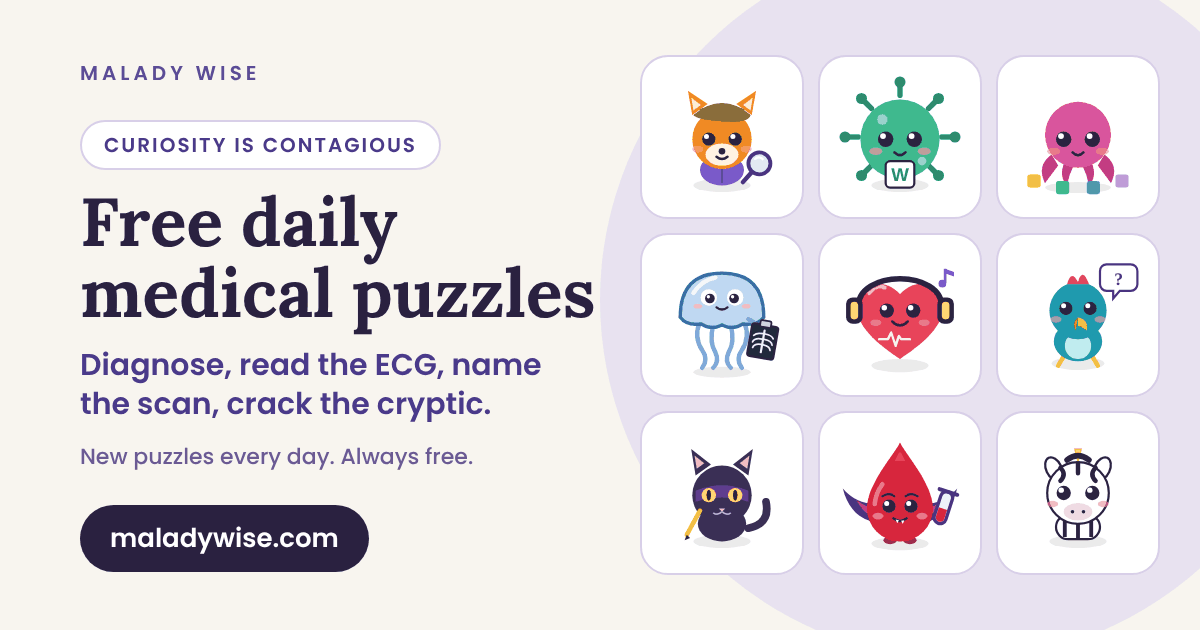 MALADY WISE
CURIOSITY IS CONTAGIOUS
Free daily
medical puzzles
Diagnose, read the ECG, name
the scan, crack the cryptic.
New puzzles every day. Always free.
maladywise.com
W
?